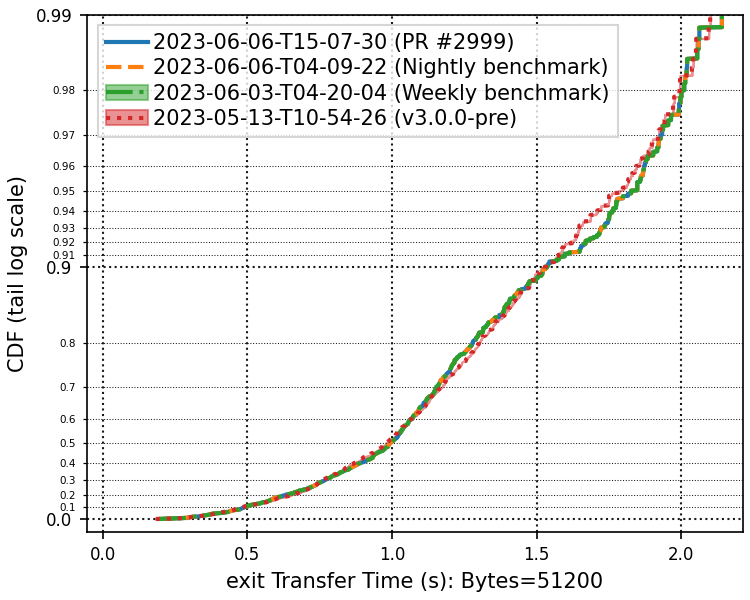 0.99
2023-06-06-T15-07-30 (PR #2999)
2023-06-06-T04-09-22 (Nightly benchmark)
2023-06-03-T04-20-04 (Weekly benchmark)
2023-05-13-T10-54-26 (v3.0.0-pre)
0.98
0.97
0.96
0.95
0.94
0.93
0.92
0.91
0.9
0.8
0.7
0.6
0.5
0.4
0.3
0.2
0.1
0.0
CDF (tail log scale)
0.0 0.5 1.0 1.5 2.0
exit Transfer Time (s): Bytes=51200